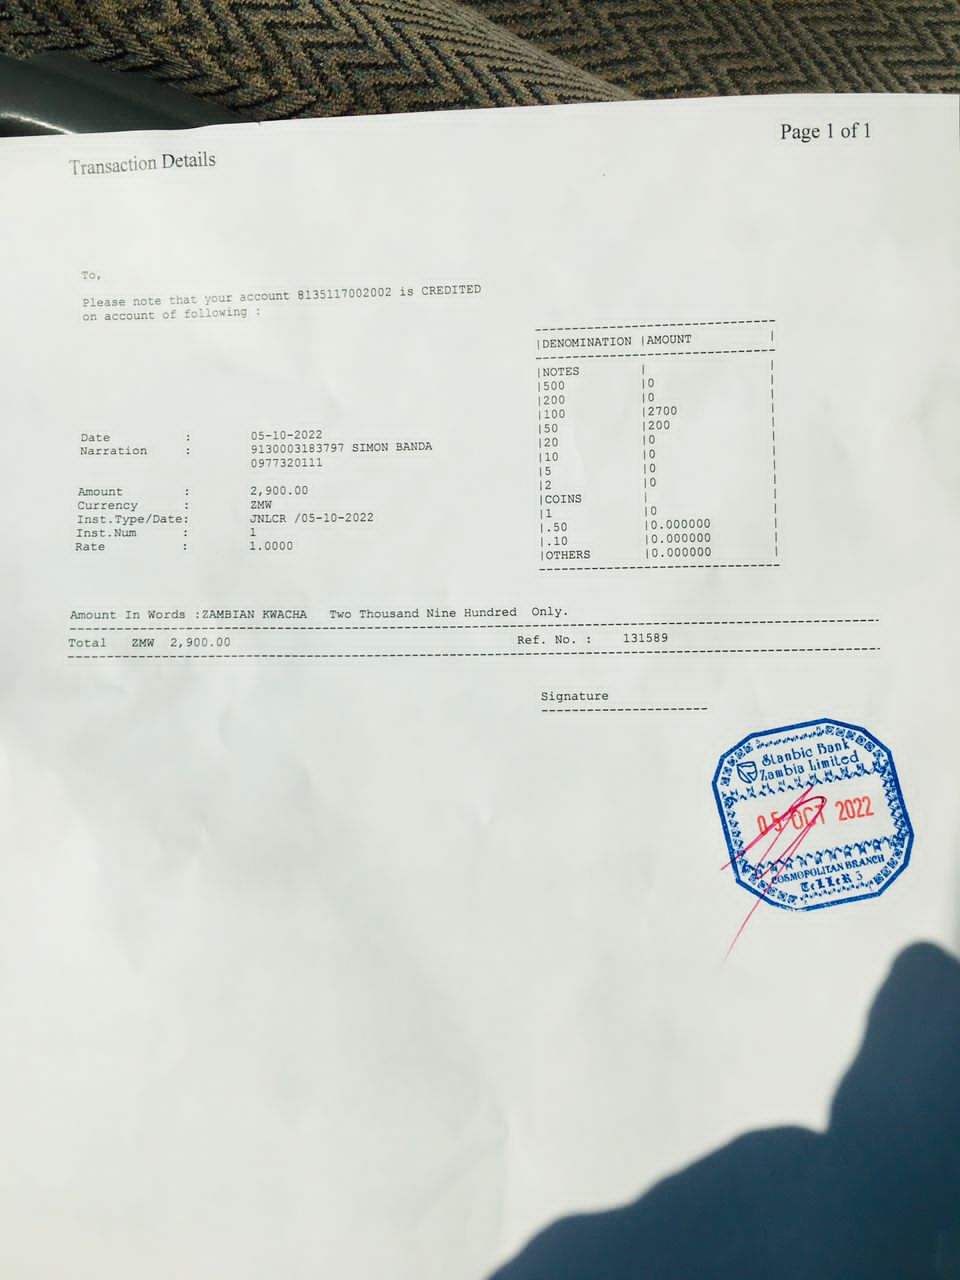 Page 1 of 1
Transaction Details
To,
Please note that your account 8135117002002 is CREDITED
on account of following :
------------------------------
|DENOMINATION |AMOUNT |
------------------------------
|NOTES | |
|500 |0 |
|200 |0 |
|100 |2700 |
|50 |200 |
|20 |0 |
|10 |0 |
|5 |0 |
|2 |0 |
|COINS | |
|1 |0 |
|.50 |0.000000 |
|.10 |0.000000 |
|OTHERS |0.000000 |
------------------------------
Date : 05-10-2022
Narration : 9130003183797 SIMON BANDA
0977320111
Amount : 2,900.00
Currency : ZMW
Inst.Type/Date: JNLCR /05-10-2022
Inst.Num : 1
Rate : 1.0000
Amount In Words :ZAMBIAN KWACHA Two Thousand Nine Hundred Only.
Total ZMW 2,900.00 Ref. No. : 131589
Signature
Stanbic Bank
Zambia Limited
05 OCT 2022
COSMOPOLITAN BRANCH
TeLLeR 3